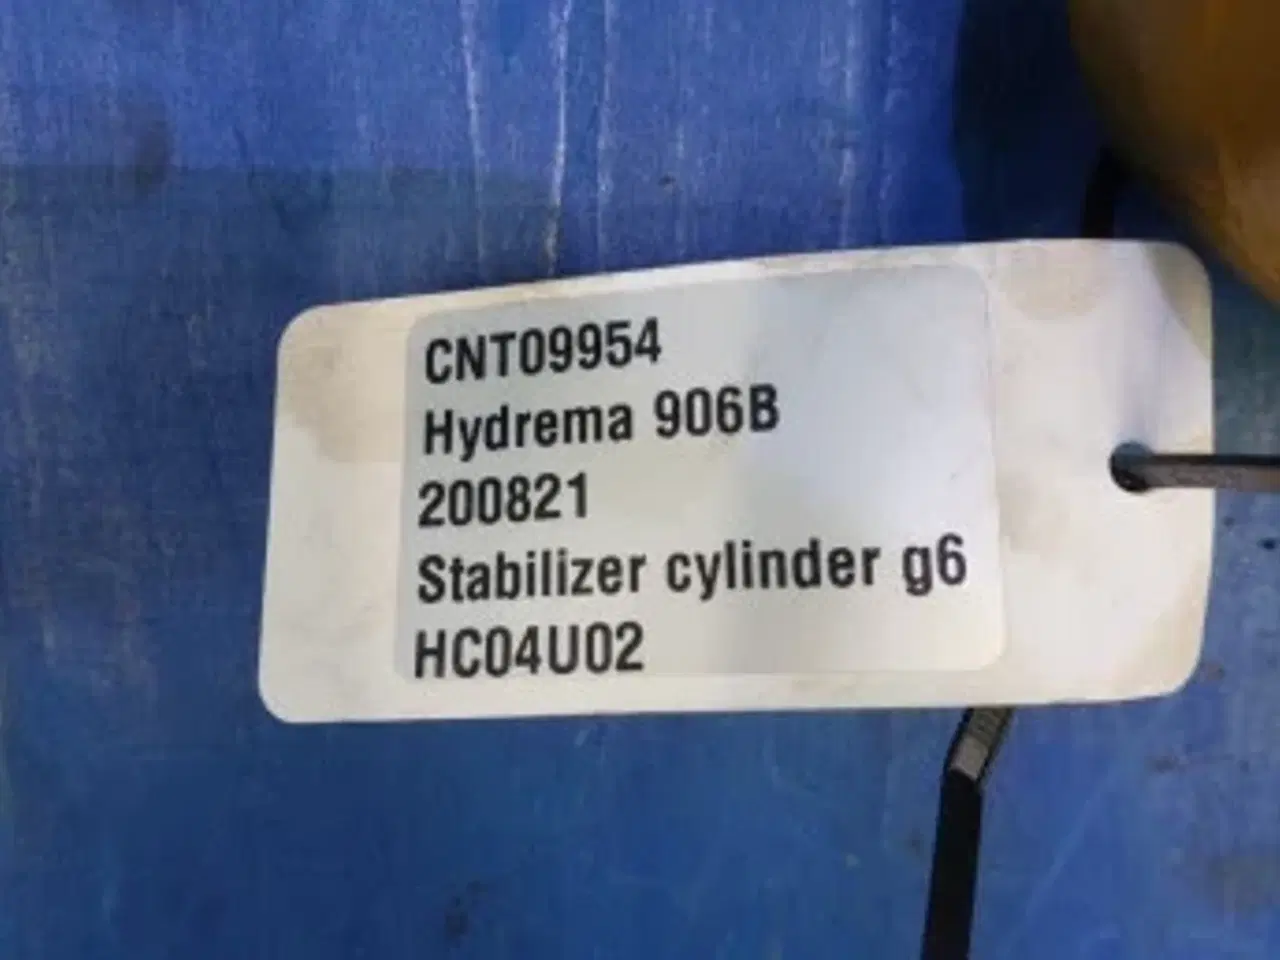 CNT09954
Hydrema 906B
200821
Stabilizer cylinder g6
HC04U02